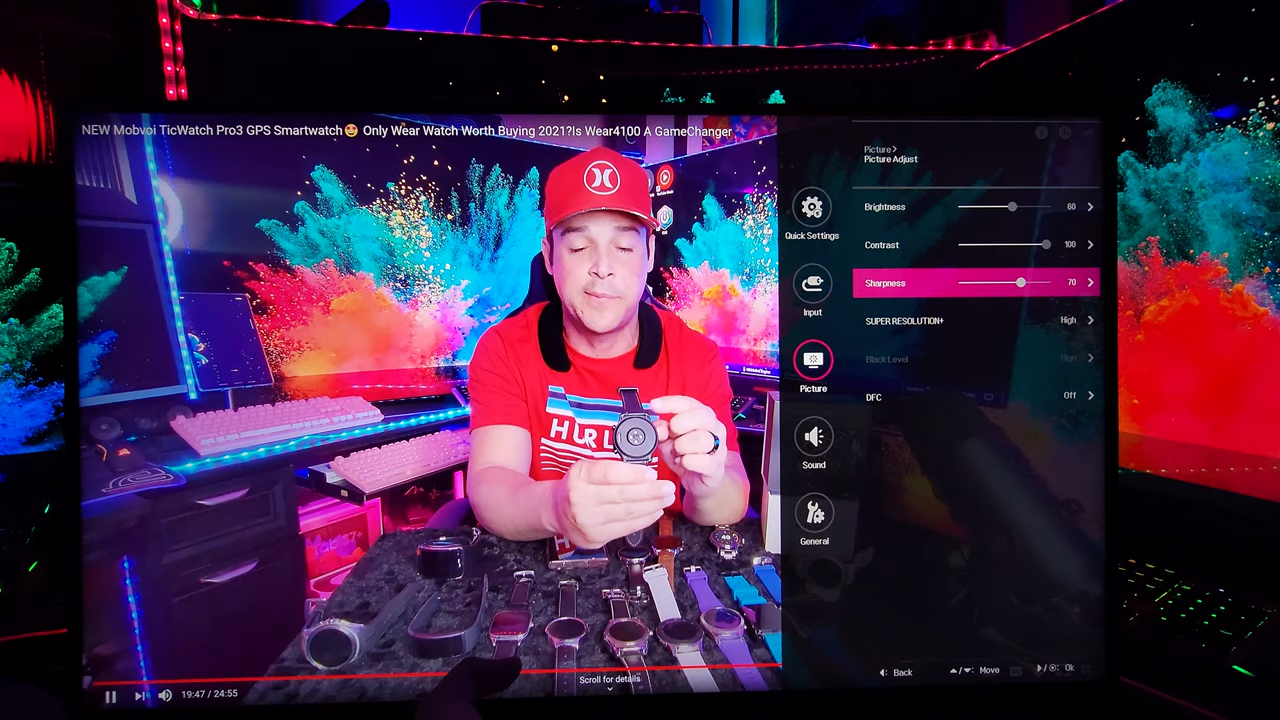 NEW Mobvoi TicWatch Pro3 GPS Smartwatch🤩 Only Wear Watch Worth Buying 2021?Is Wear4100 A GameChanger
Picture >
Picture Adjust
Quick Settings
Input
Picture
Sound
General
Brightness 60 >
Contrast 100 >
Sharpness 70 >
SUPER RESOLUTION+ High >
Black Level High >
DFC Off >
HURL
Scroll for details
19:47 / 24:55
Back
Move
Ok